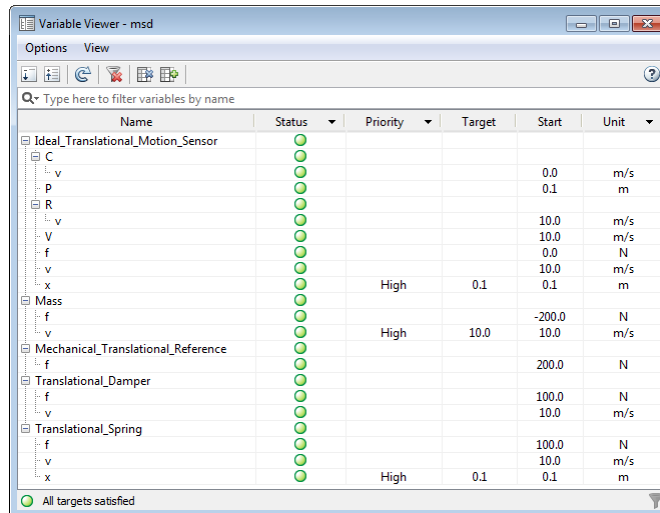 Variable Viewer - msd
Options View
Type here to filter variables by name
Name Status Priority Target Start Unit
Ideal_Translational_Motion_Sensor
C
v 0.0 m/s
P 0.1 m
R
v 10.0 m/s
V 10.0 m/s
f 0.0 N
v 10.0 m/s
x High 0.1 0.1 m
Mass
f -200.0 N
v High 10.0 10.0 m/s
Mechanical_Translational_Reference
f 200.0 N
Translational_Damper
f 100.0 N
v 10.0 m/s
Translational_Spring
f 100.0 N
v 10.0 m/s
x High 0.1 0.1 m
All targets satisfied